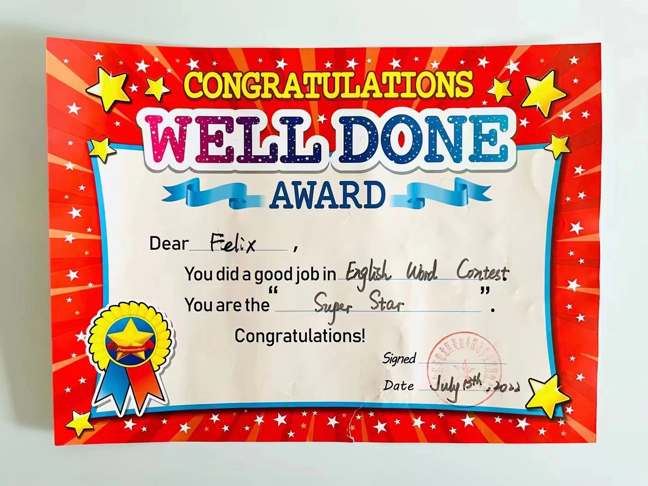 CONGRATULATIONS
WELL DONE
AWARD
Dear Felix,
You did a good job in English Word Contest
You are the “Super Star”.
Congratulations!
Signed
Date July 13th, 2022